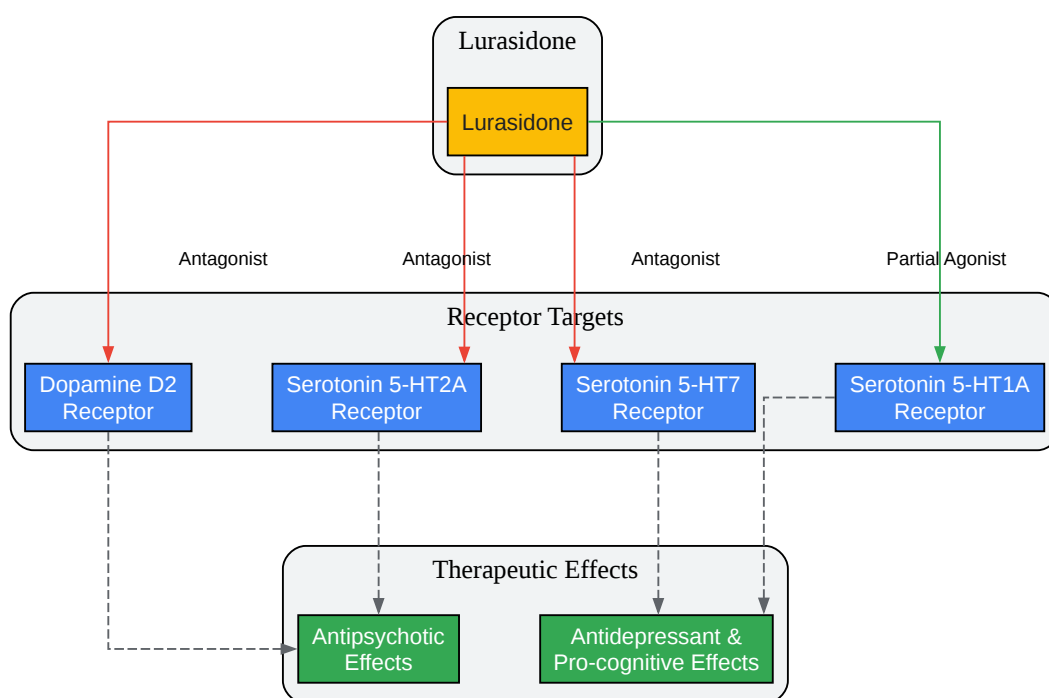 Lurasidone
Lurasidone
Antagonist
Antagonist
Antagonist
Partial Agonist
Receptor Targets
Dopamine D2
Receptor
Serotonin 5-HT2A
Receptor
Serotonin 5-HT7
Receptor
Serotonin 5-HT1A
Receptor
Therapeutic Effects
Antipsychotic
Effects
Antidepressant &
Pro-cognitive Effects